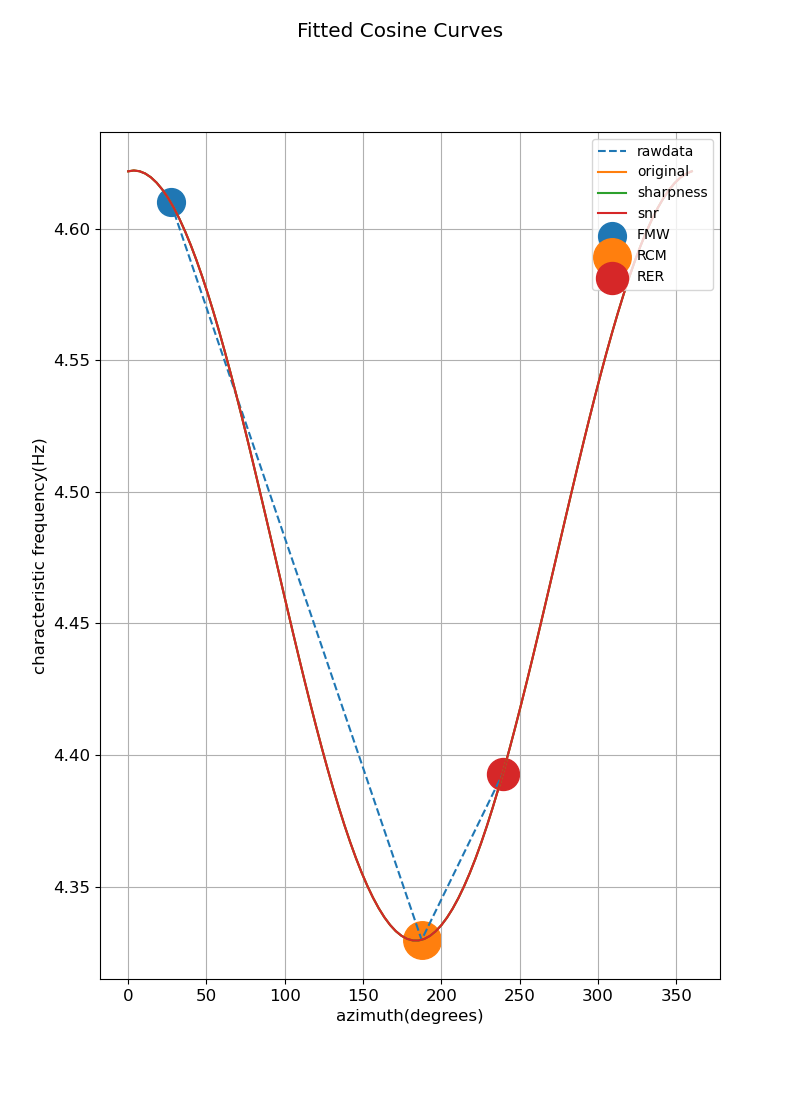 Fitted Cosine Curves
rawdata
original
sharpness
snr
FMW
RCM
RER
4.60
4.55
4.50
4.45
4.40
4.35
characteristic frequency(Hz)
0 50 100 150 200 250 300 350
azimuth(degrees)